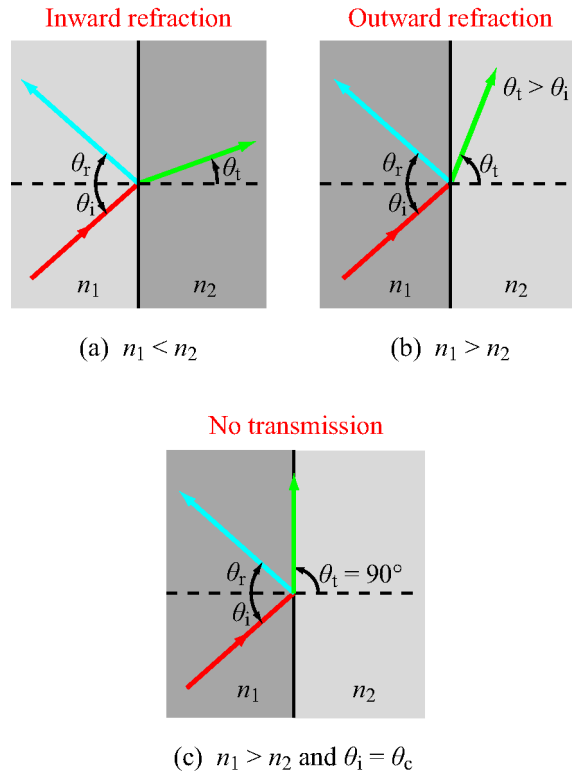 Inward refraction
Outward refraction
θt > θi
θr
θt
θi
n1
n2
θr
θt
θi
n1
n2
(a) n1 < n2
(b) n1 > n2
No transmission
θr
θt = 90°
θi
n1
n2
(c) n1 > n2 and θi = θc